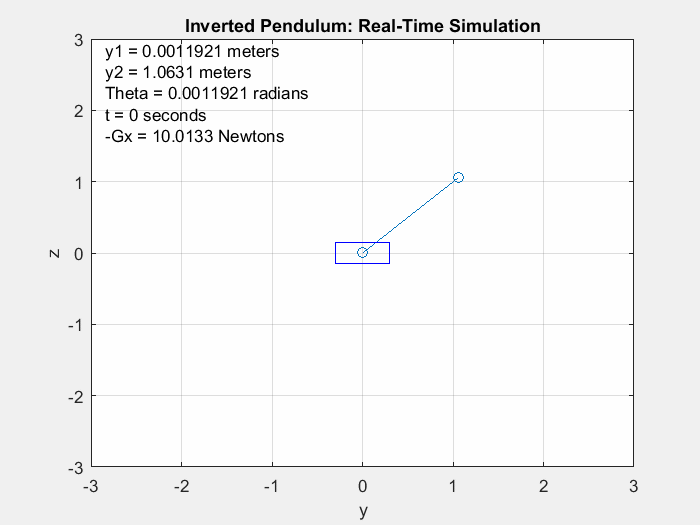 Inverted Pendulum: Real-Time Simulation
y1 = 0.0011921 meters
y2 = 1.0631 meters
Theta = 0.0011921 radians
t = 0 seconds
-Gx = 10.0133 Newtons
3
2
1
0
-1
-2
-3
z
-3 -2 -1 0 1 2 3
y